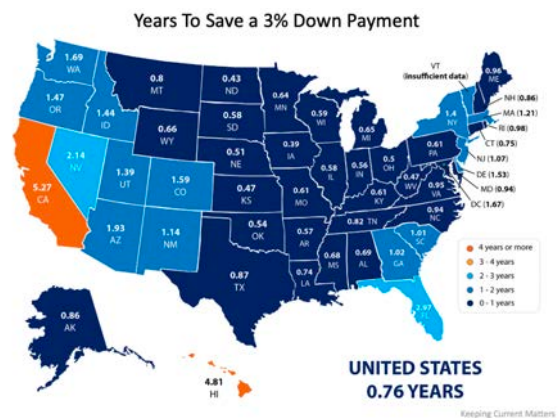 Years To Save a 3% Down Payment
1.69
WA
1.47
OR
1.44
ID
0.8
MT
0.43
ND
0.58
SD
0.66
WY
0.51
NE
5.27
CA
2.14
NV
1.39
UT
1.59
CO
0.47
KS
1.93
AZ
1.14
NM
0.54
OK
0.87
TX
0.64
MN
0.39
IA
0.61
MO
0.57
AR
0.74
LA
0.59
WI
0.58
IL
0.65
MI
0.56
IN
0.5
OH
0.61
KY
0.82 TN
0.68
MS
0.69
AL
1.02
GA
2.97
FL
1.01
SC
0.94
NC
0.95
VA
0.47
WV
0.61
PA
1.4
NY
VT
(insufficient data)
0.96
ME
NH (0.86)
MA (1.21)
RI (0.98)
CT (0.75)
NJ (1.07)
DE (1.53)
MD (0.94)
DC (1.67)
0.86
AK
4.81
HI
4 years or more
3 - 4 years
2 - 3 years
1 - 2 years
0 - 1 years
UNITED STATES
0.76 YEARS
Keeping Current Matters